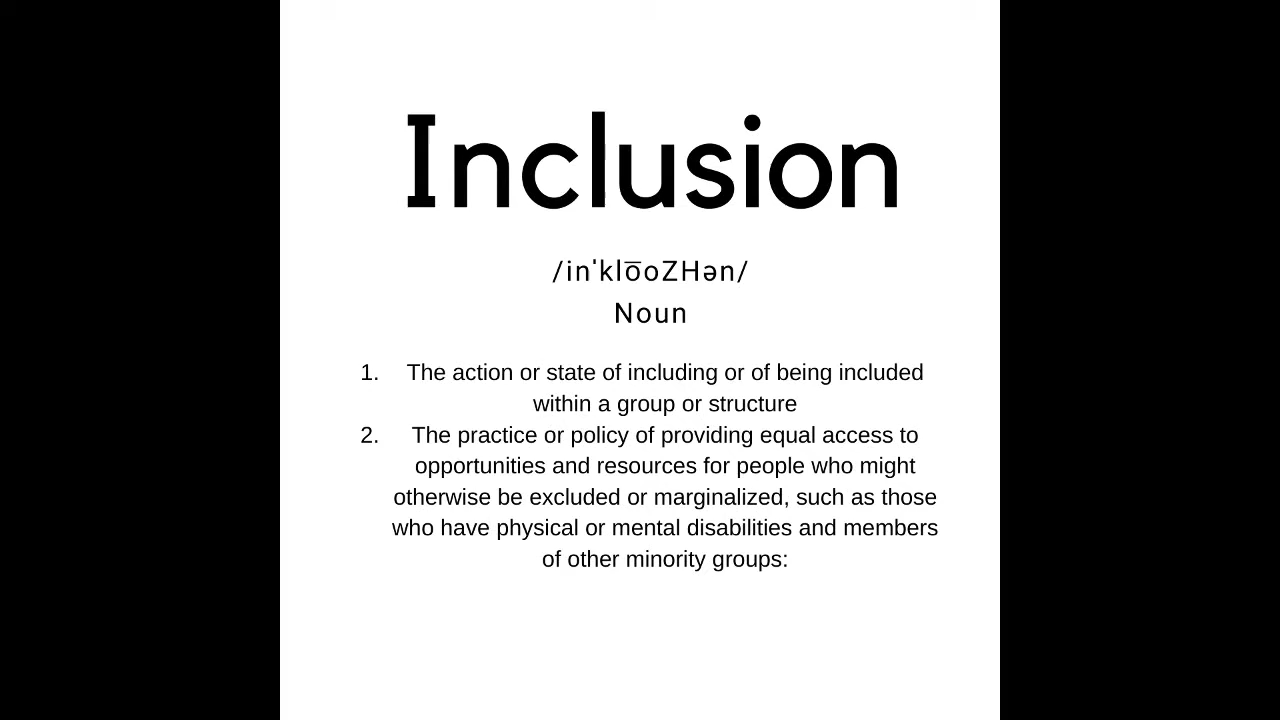 Inclusion
/inˈklo͞oZHən/
Noun
1. The action or state of including or of being included
within a group or structure
2. The practice or policy of providing equal access to
opportunities and resources for people who might
otherwise be excluded or marginalized, such as those
who have physical or mental disabilities and members
of other minority groups: